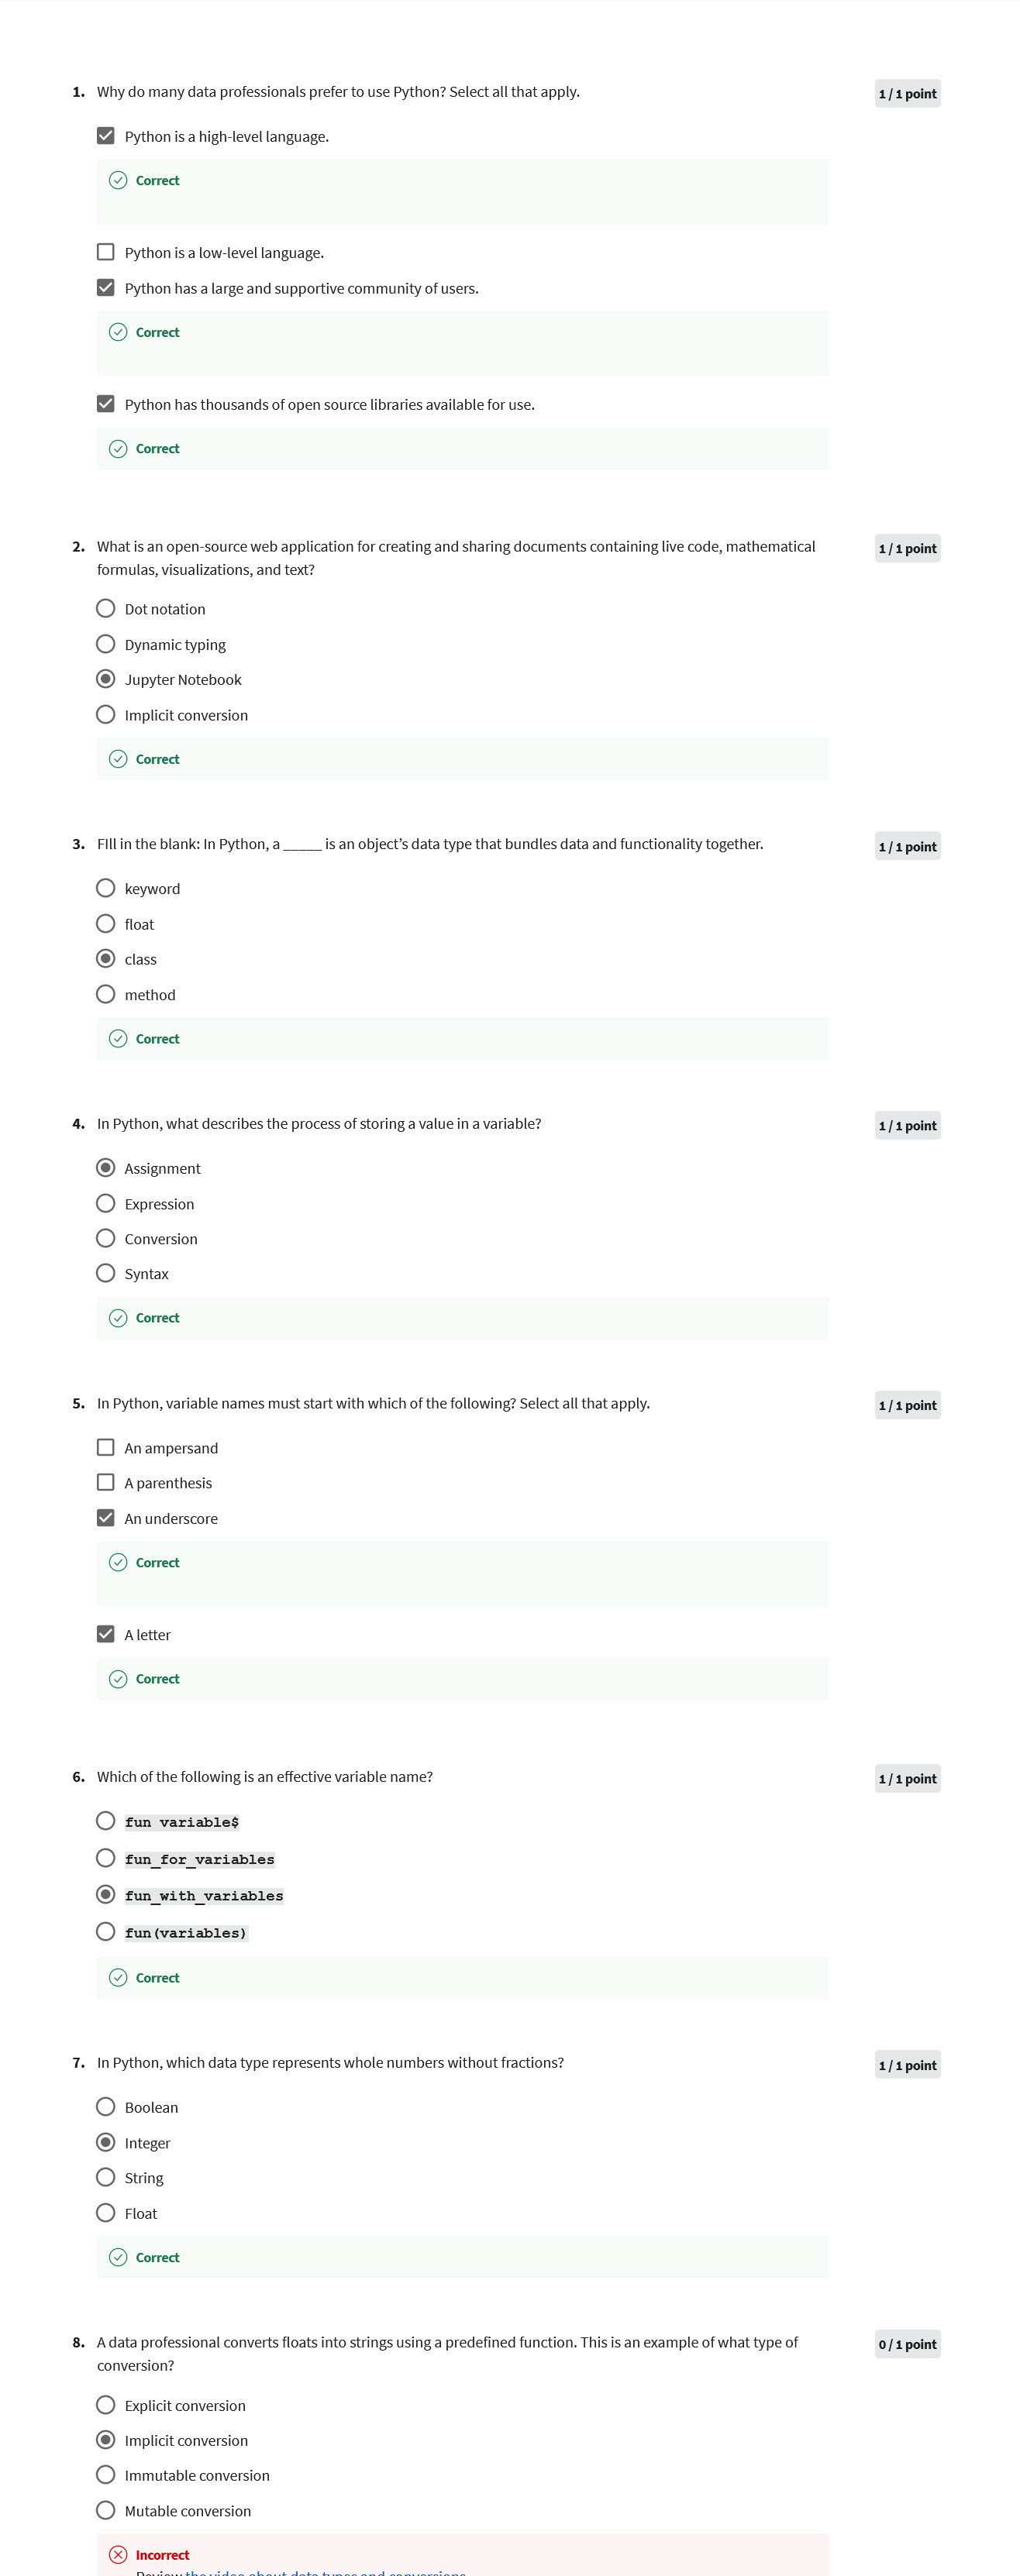 1. Why do many data professionals prefer to use Python? Select all that apply.
1 / 1 point
Python is a high-level language.
Correct
Python is a low-level language.
Python has a large and supportive community of users.
Correct
Python has thousands of open source libraries available for use.
Correct
2. What is an open-source web application for creating and sharing documents containing live code, mathematical
formulas, visualizations, and text?
1 / 1 point
Dot notation
Dynamic typing
Jupyter Notebook
Implicit conversion
Correct
3. FIll in the blank: In Python, a _____ is an object’s data type that bundles data and functionality together.
1 / 1 point
keyword
float
class
method
Correct
4. In Python, what describes the process of storing a value in a variable?
1 / 1 point
Assignment
Expression
Conversion
Syntax
Correct
5. In Python, variable names must start with which of the following? Select all that apply.
1 / 1 point
An ampersand
A parenthesis
An underscore
Correct
A letter
Correct
6. Which of the following is an effective variable name?
1 / 1 point
fun variable$
fun_for_variables
fun_with_variables
fun(variables)
Correct
7. In Python, which data type represents whole numbers without fractions?
1 / 1 point
Boolean
Integer
String
Float
Correct
8. A data professional converts floats into strings using a predefined function. This is an example of what type of
conversion?
0 / 1 point
Explicit conversion
Implicit conversion
Immutable conversion
Mutable conversion
Incorrect
Review the video about data types and conversions